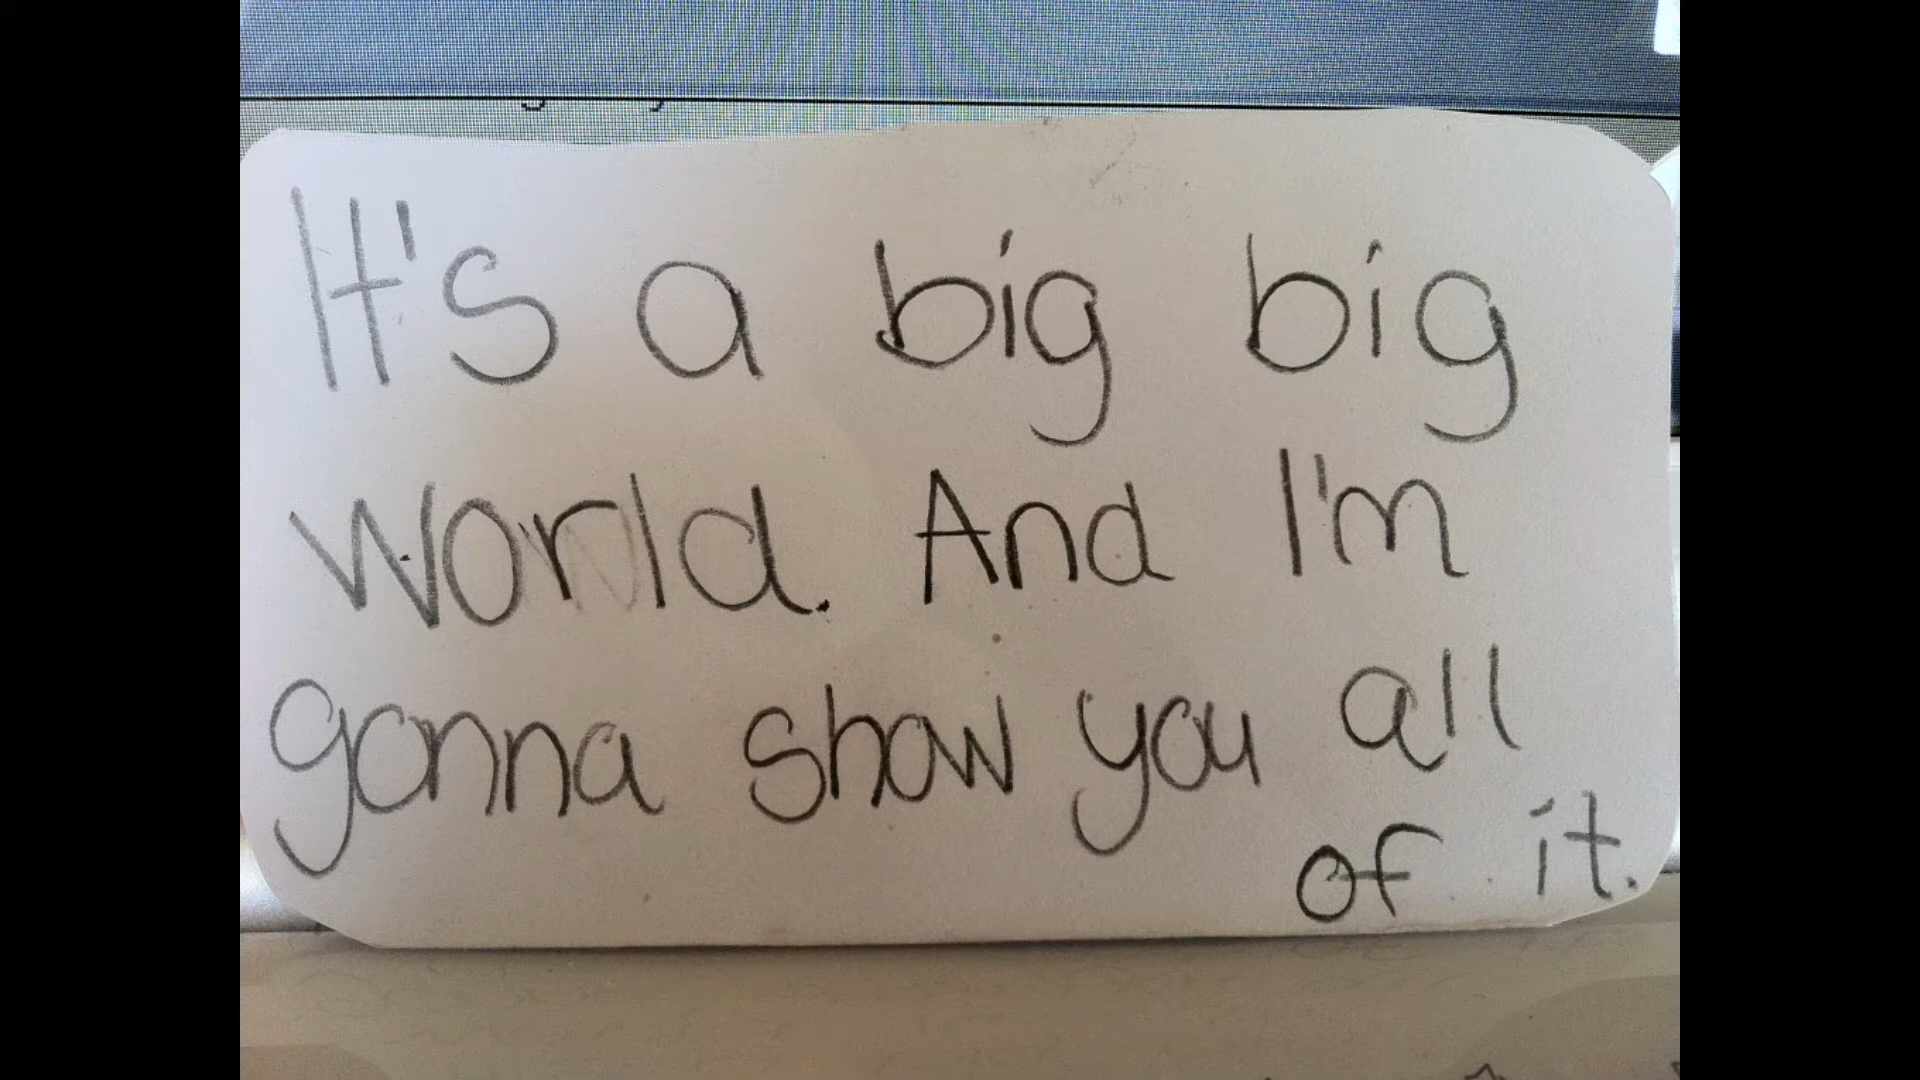 It's a big big
world. And I'm
gonna show you all
of it.